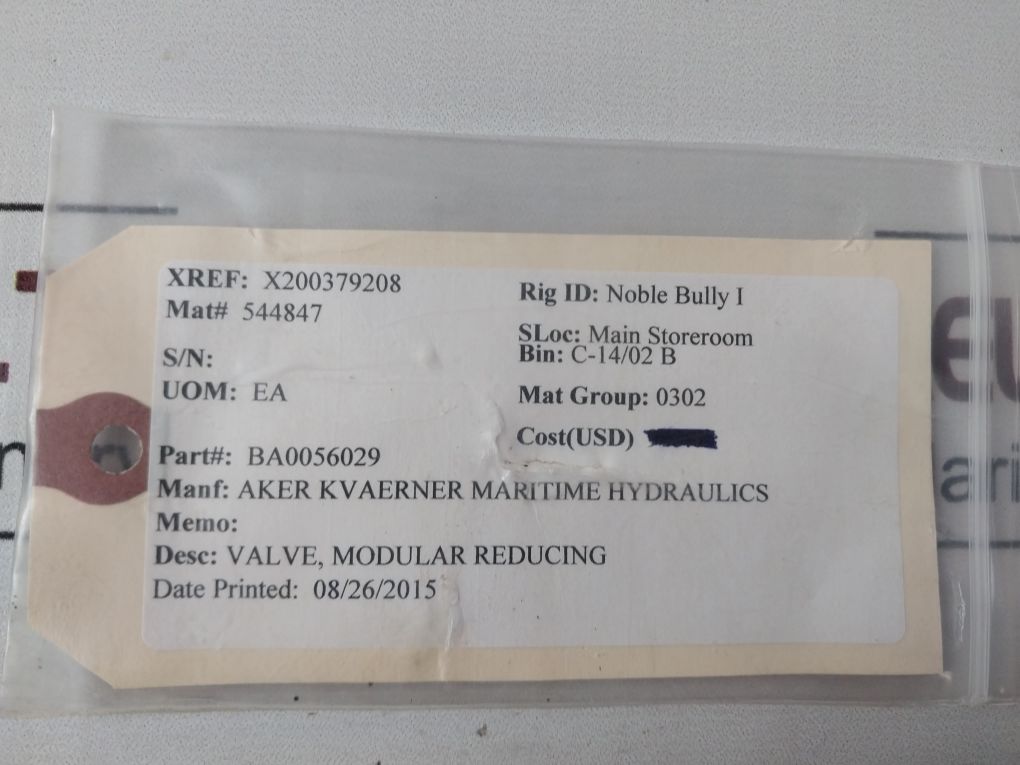 XREF: X200379208
Mat# 544847
S/N:
UOM: EA
Rig ID: Noble Bully I
SLoc: Main Storeroom
Bin: C-14/02 B
Mat Group: 0302
Cost(USD)
Part#: BA0056029
Manf: AKER KVAERNER MARITIME HYDRAULICS
Memo:
Desc: VALVE, MODULAR REDUCING
Date Printed: 08/26/2015